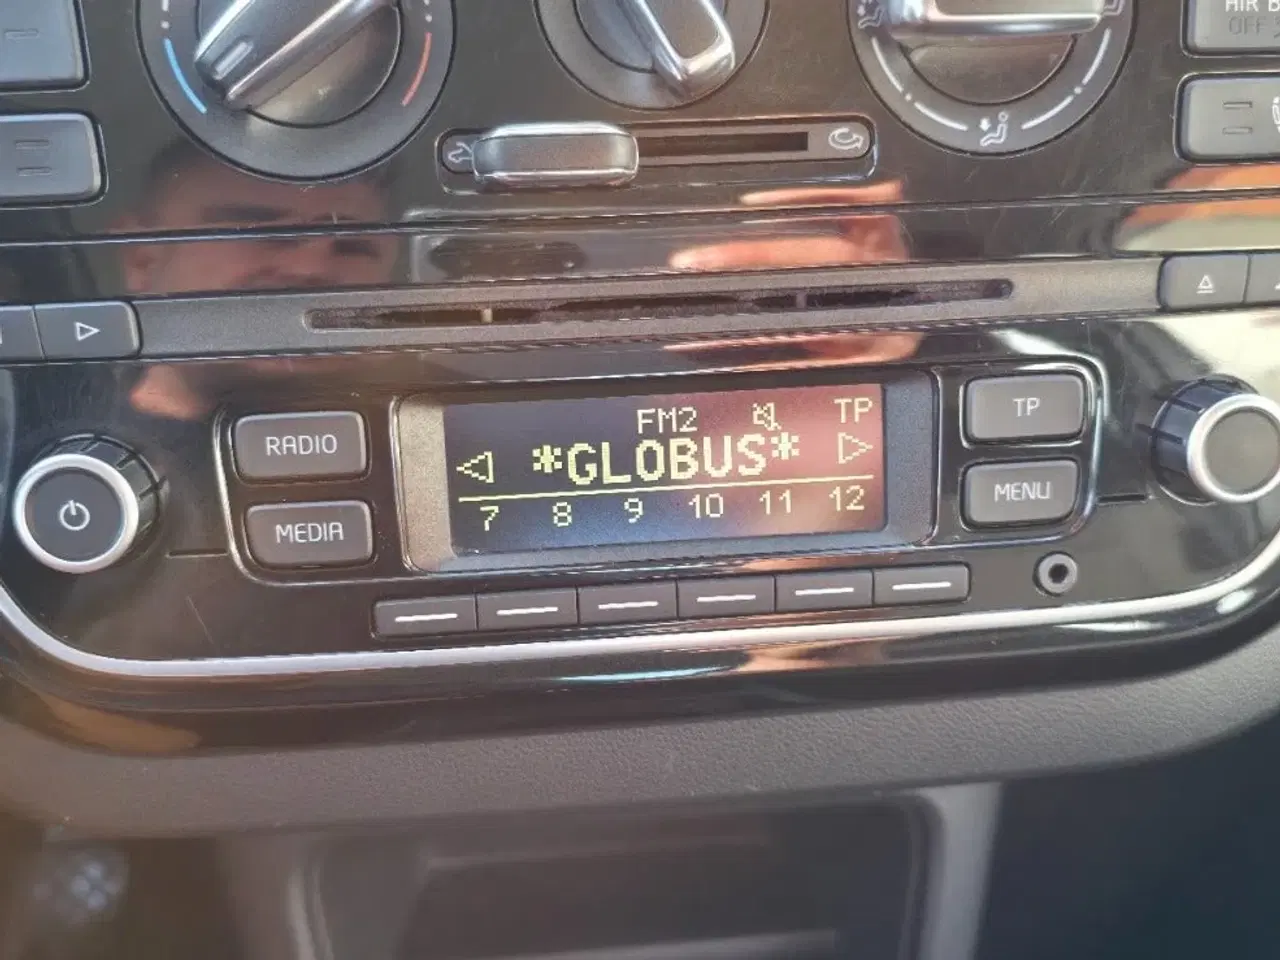 AIR B
OFF
RADIO
MEDIA
FM2 TP
*GLOBUS*
7 8 9 10 11 12
TP
MENU